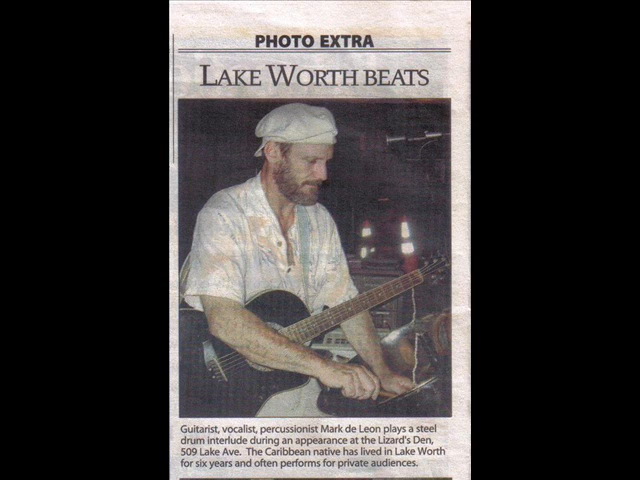 PHOTO EXTRA
LAKE WORTH BEATS
Guitarist, vocalist, percussionist Mark de Leon plays a steel
drum interlude during an appearance at the Lizard's Den,
509 Lake Ave. The Caribbean native has lived in Lake Worth
for six years and often performs for private audiences.